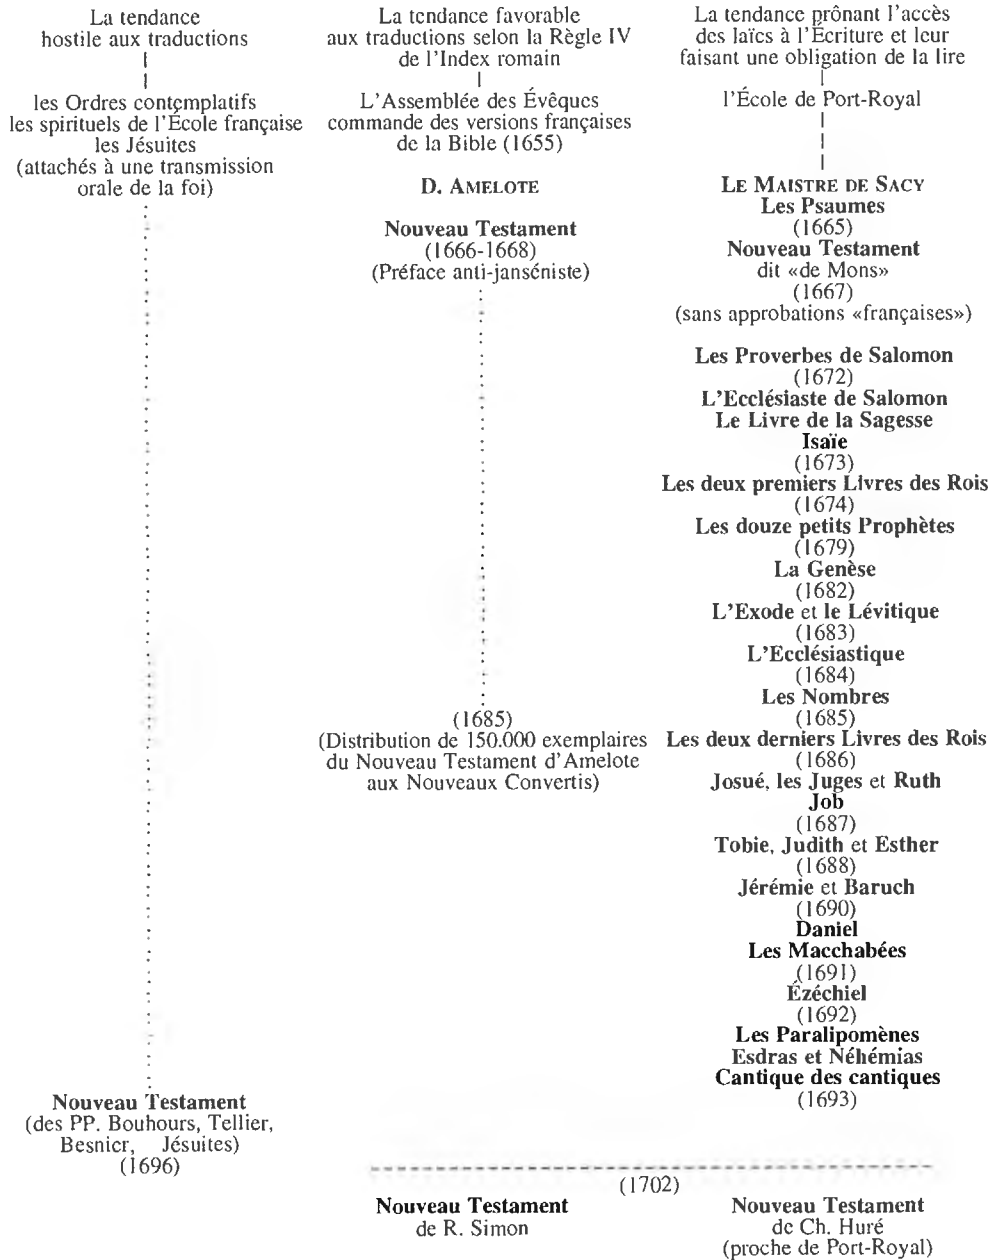 La tendance
hostile aux traductions
les Ordres contemplatifs
les spirituels de l'École française
les Jésuites
(attachés à une transmission
orale de la foi)
Nouveau Testament
(des PP. Bouhours, Tellier,
Besnier, Jésuites)
(1696)
La tendance favorable
aux traductions selon la Règle IV
de l'Index romain
L'Assemblée des Évêques
commande des versions françaises
de la Bible (1655)
D. AMELOTE
Nouveau Testament
(1666-1668)
(Préface anti-janséniste)
(1685)
(Distribution de 150.000 exemplaires
du Nouveau Testament d'Amelote
aux Nouveaux Convertis)
La tendance prônant l'accès
des laïcs à l'Écriture et leur
faisant une obligation de la lire
l'École de Port-Royal
LE MAISTRE DE SACY
Les Psaumes
(1665)
Nouveau Testament
dit «de Mons»
(1667)
(sans approbations «françaises»)
Les Proverbes de Salomon
(1672)
L'Ecclésiaste de Salomon
Le Livre de la Sagesse
Isaïe
(1673)
Les deux premiers Livres des Rois
(1674)
Les douze petits Prophètes
(1679)
La Genèse
(1682)
L'Exode et le Lévitique
(1683)
L'Ecclésiastique
(1684)
Les Nombres
(1685)
Les deux derniers Livres des Rois
(1686)
Josué, les Juges et Ruth
Job
(1687)
Tobie, Judith et Esther
(1688)
Jérémie et Baruch
(1690)
Daniel
Les Macchabées
(1691)
Ézéchiel
(1692)
Les Paralipomènes
Esdras et Néhémias
Cantique des cantiques
(1693)
(1702)
Nouveau Testament
de R. Simon
Nouveau Testament
de Ch. Huré
(proche de Port-Royal)